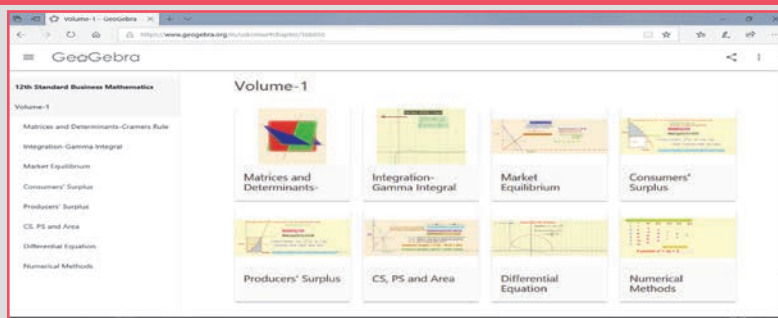 Volume-1 - GeoGebra
GeoGebra
12th Standard Business Mathematics
Volume-1
Matrices and Determinants-Cramers Rule
Integration-Gamma Integral
Market Equilibrium
Consumers' Surplus
Producers' Surplus
CS, PS and Area
Differential Equation
Numerical Methods
Volume-1
Matrices and
Determinants-
Integration-
Gamma Integral
Market
Equilibrium
Consumers'
Surplus
Producers' Surplus
CS, PS and Area
Differential
Equation
Numerical
Methods